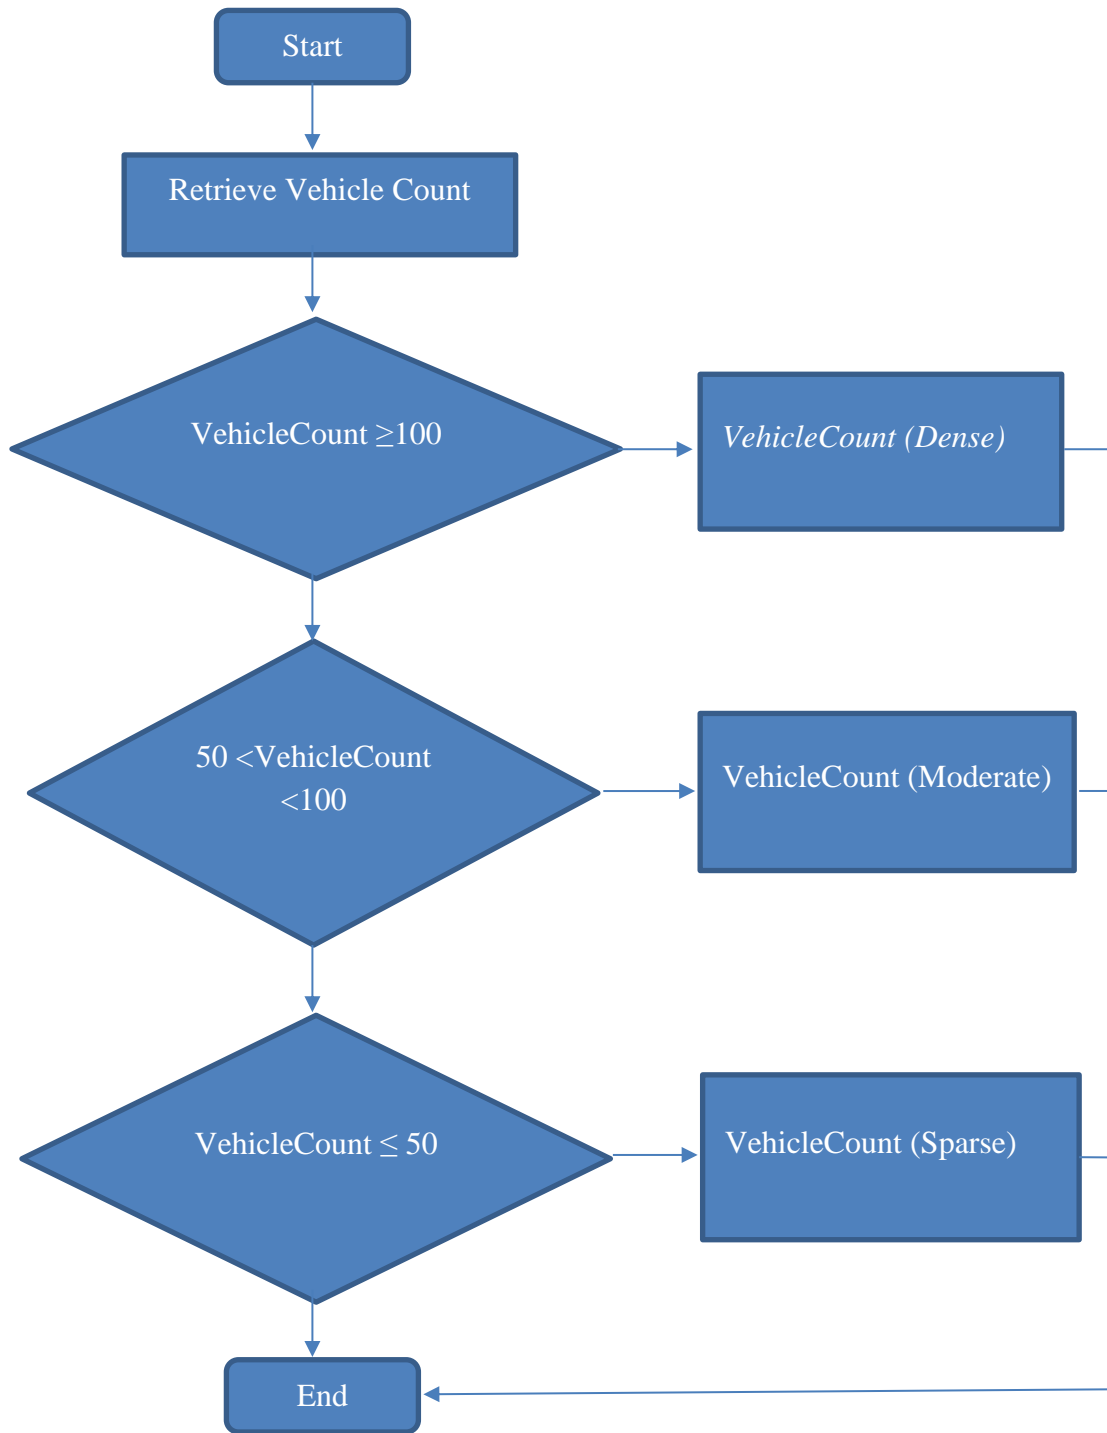 Start
Retrieve Vehicle Count
VehicleCount ≥100
VehicleCount (Dense)
50 <VehicleCount
<100
VehicleCount (Moderate)
VehicleCount ≤ 50
VehicleCount (Sparse)
End